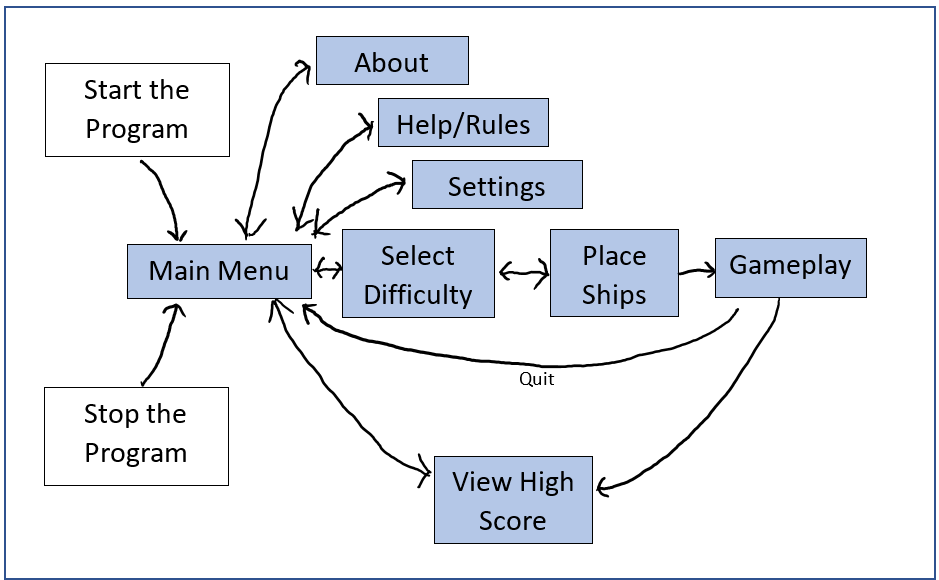 Start the
Program
About
Help/Rules
Settings
Main Menu
Select
Difficulty
Place
Ships
Gameplay
Quit
Stop the
Program
View High
Score